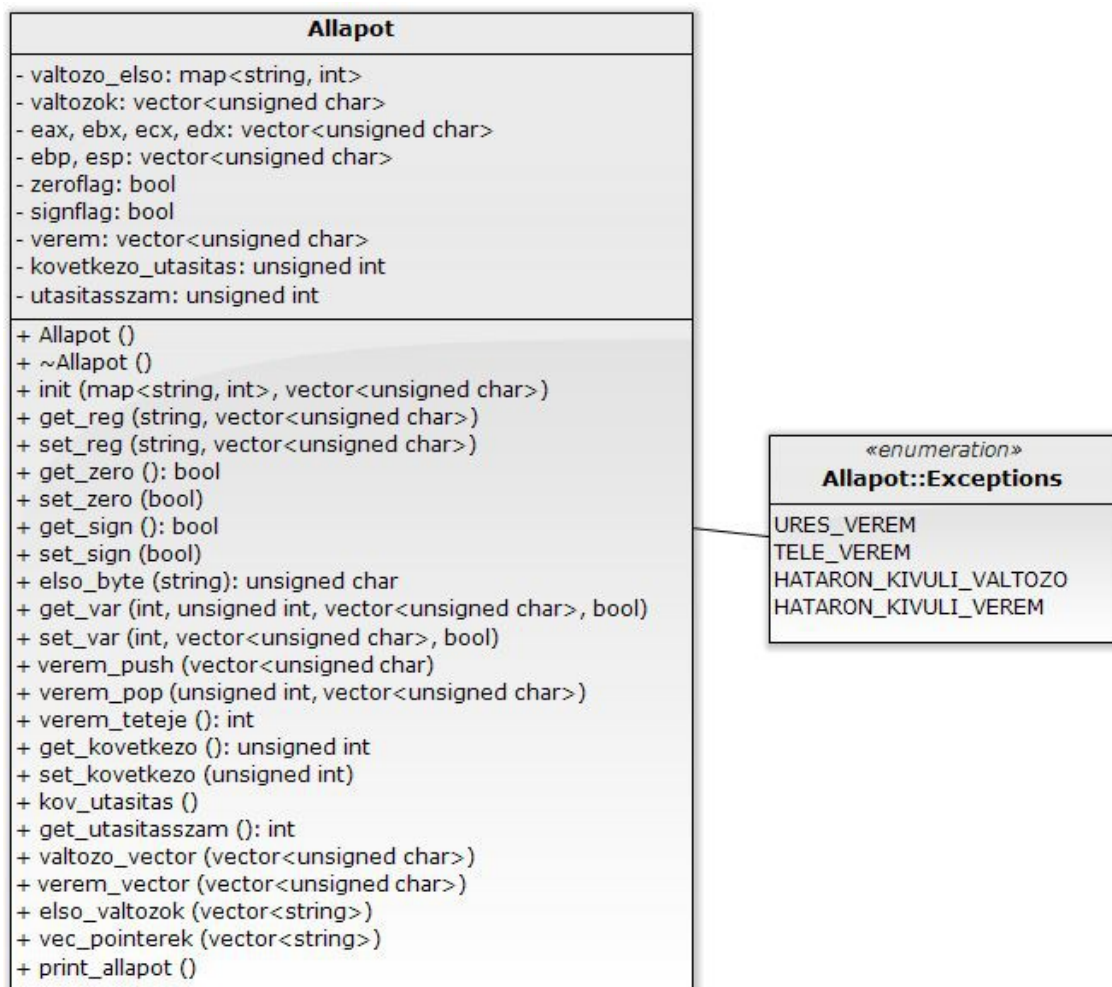 Allapot
- valtozo_elso: map<string, int>
- valtozok: vector<unsigned char>
- eax, ebx, ecx, edx: vector<unsigned char>
- ebp, esp: vector<unsigned char>
- zeroflag: bool
- signflag: bool
- verem: vector<unsigned char>
- kovetkezo_utasitas: unsigned int
- utasitasszam: unsigned int
+ Allapot ()
+ ~Allapot ()
+ init (map<string, int>, vector<unsigned char>)
+ get_reg (string, vector<unsigned char>)
+ set_reg (string, vector<unsigned char>)
+ get_zero (): bool
+ set_zero (bool)
+ get_sign (): bool
+ set_sign (bool)
+ elso_byte (string): unsigned char
+ get_var (int, unsigned int, vector<unsigned char>, bool)
+ set_var (int, vector<unsigned char>, bool)
+ verem_push (vector<unsigned char)
+ verem_pop (unsigned int, vector<unsigned char>)
+ verem_teteje (): int
+ get_kovetkezo (): unsigned int
+ set_kovetkezo (unsigned int)
+ kov_utasitas ()
+ get_utasitasszam (): int
+ valtozo_vector (vector<unsigned char>)
+ verem_vector (vector<unsigned char>)
+ elso_valtozok (vector<string>)
+ vec_pointerek (vector<string>)
+ print_allapot ()
«enumeration»
Allapot::Exceptions
URES_VEREM
TELE_VEREM
HATARON_KIVULI_VALTOZO
HATARON_KIVULI_VEREM